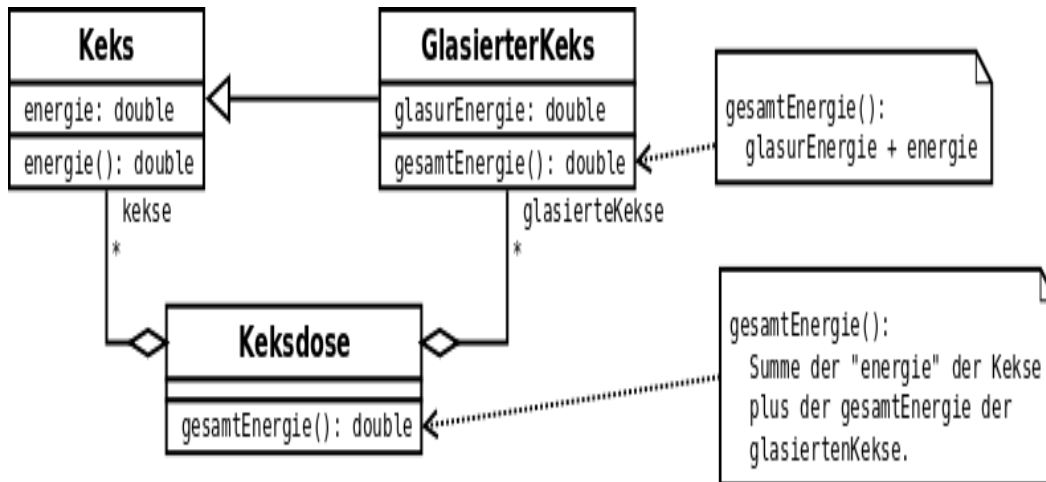 Keks
energie: double
energie(): double
GlasierterKeks
glasurEnergie: double
gesamtEnergie(): double
gesamtEnergie():
glasurEnergie + energie
kekse
*
glasierteKekse
*
Keksdose
gesamtEnergie(): double
gesamtEnergie():
Summe der "energie" der Kekse
plus der gesamtEnergie der
glasiertenKekse.